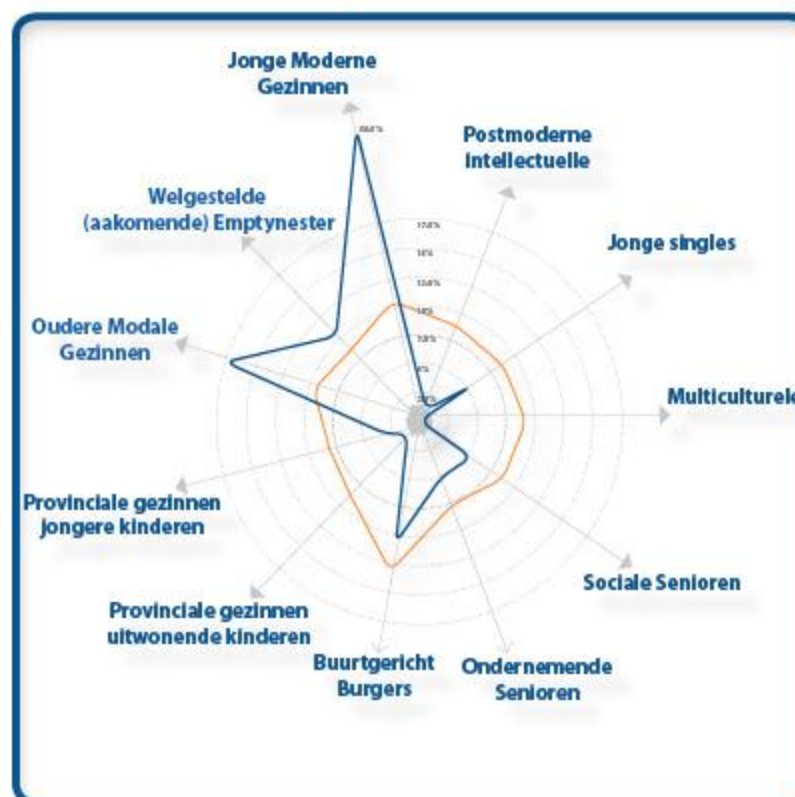 Jonge Moderne
Gezinnen
Postmoderne
intellectuelle
Welgestelde
(aakomende) Emptynester
Jonge singles
Oudere Modale
Gezinnen
Multiculturele
Provinciale gezinnen
jongere kinderen
Sociale Senioren
Provinciale gezinnen
uitwonende kinderen
Buurtgericht
Burgers
Ondernemende
Senioren